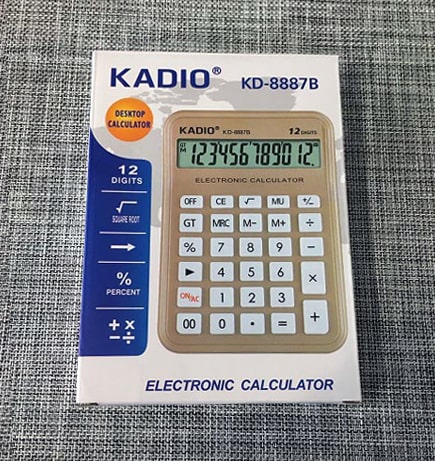 KADIO® KD-8887B
DESKTOP
CALCULATOR
12
DIGITS
√
SQUARE ROOT
→
%
PERCENT
+ ×
− ÷
KADIO® KD-8887B 12 DIGITS
GT
M 123456789012
ELECTRONIC CALCULATOR
OFF CE √ MU +/−
GT MRC M− M+ ÷
% 7 8 9 −
▶ 4 5 6 ×
ON/AC 1 2 3
00 0 · = +
ELECTRONIC CALCULATOR